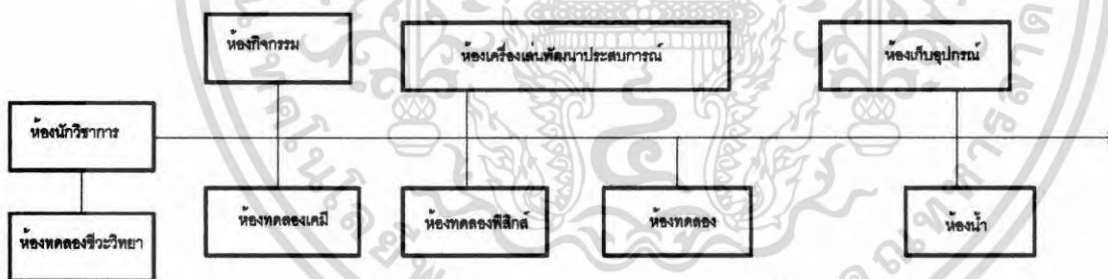 ห้องกิจกรรม
ห้องเครื่องเล่นพัฒนาประสบการณ์
ห้องเก็บอุปกรณ์
ห้องนักวิชาการ
ห้องทดลองเคมี
ห้องทดลองฟิสิกส์
ห้องทดลอง
ห้องน้ำ
ห้องทดลองชีวะวิทยา